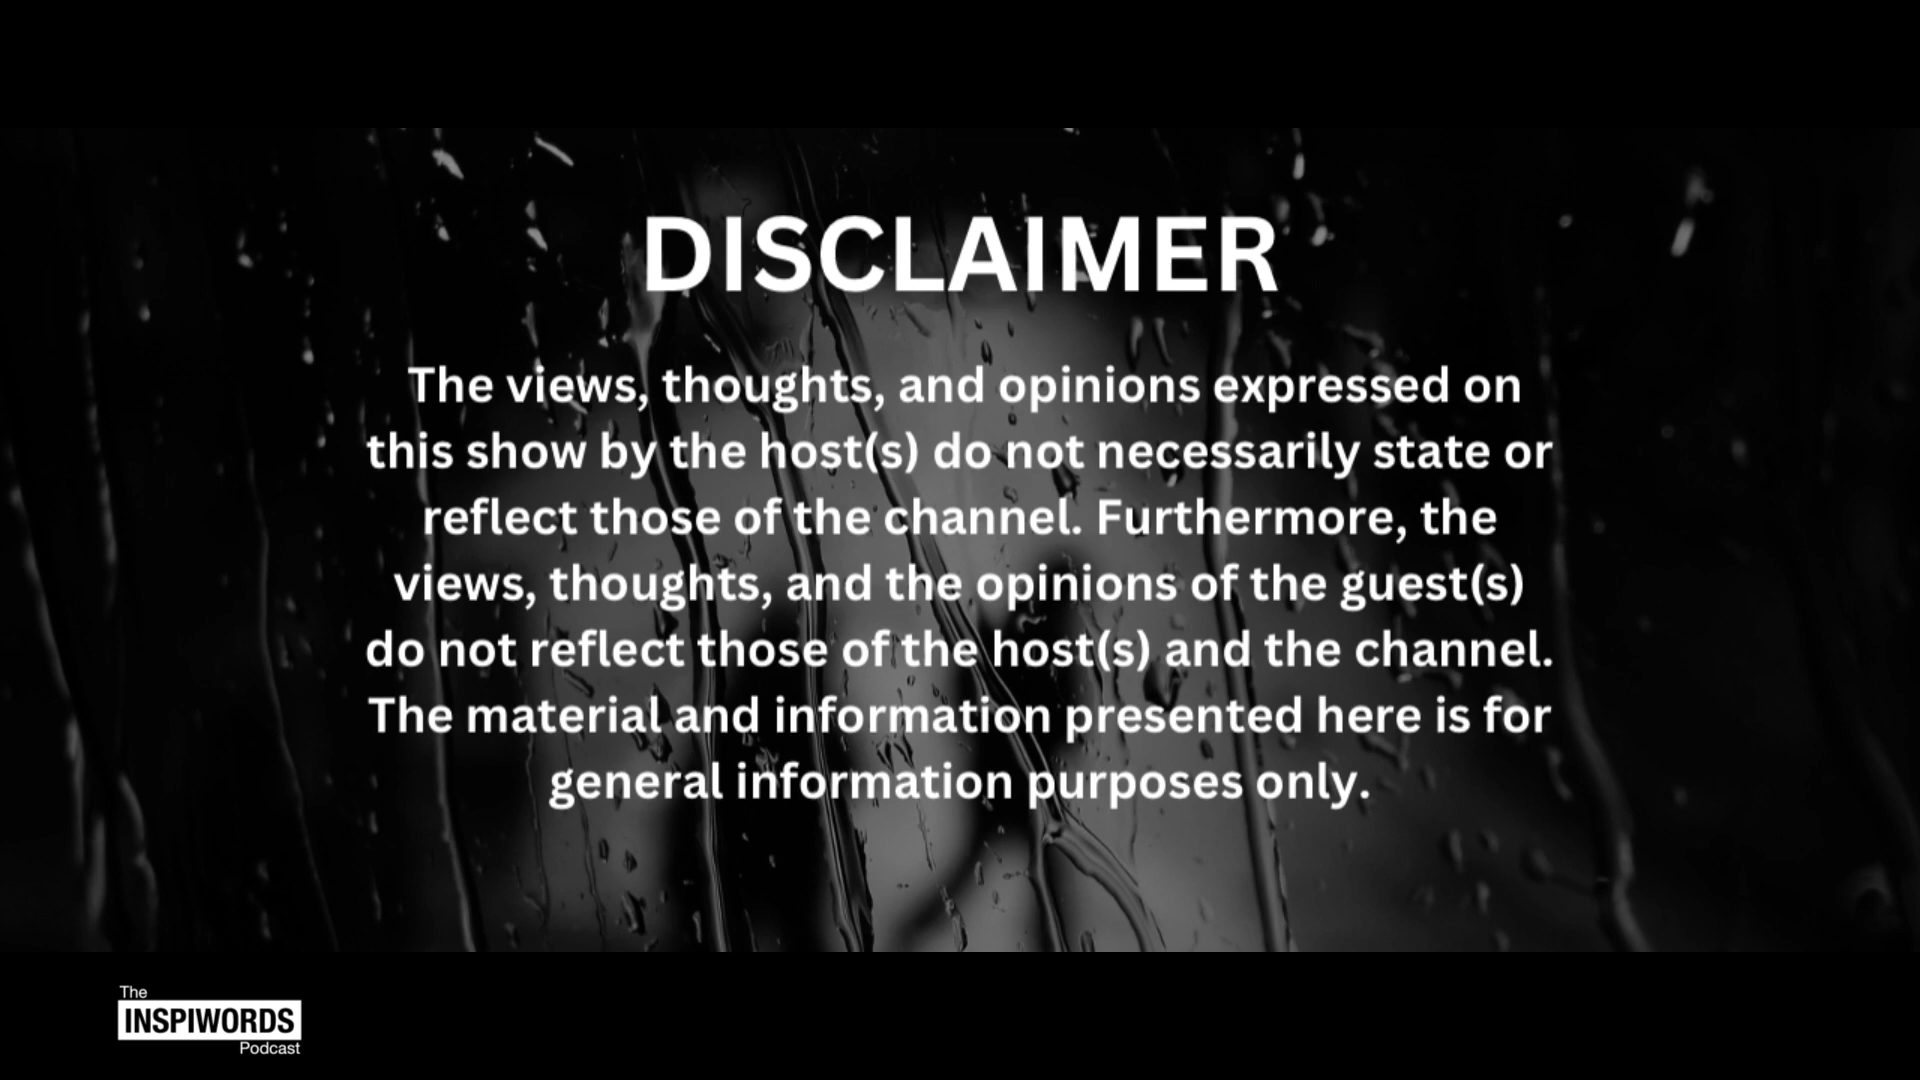 DISCLAIMER
The views, thoughts, and opinions expressed on
this show by the host(s) do not necessarily state or
reflect those of the channel. Furthermore, the
views, thoughts, and the opinions of the guest(s)
do not reflect those of the host(s) and the channel.
The material and information presented here is for
general information purposes only.
The
INSPIWORDS
Podcast